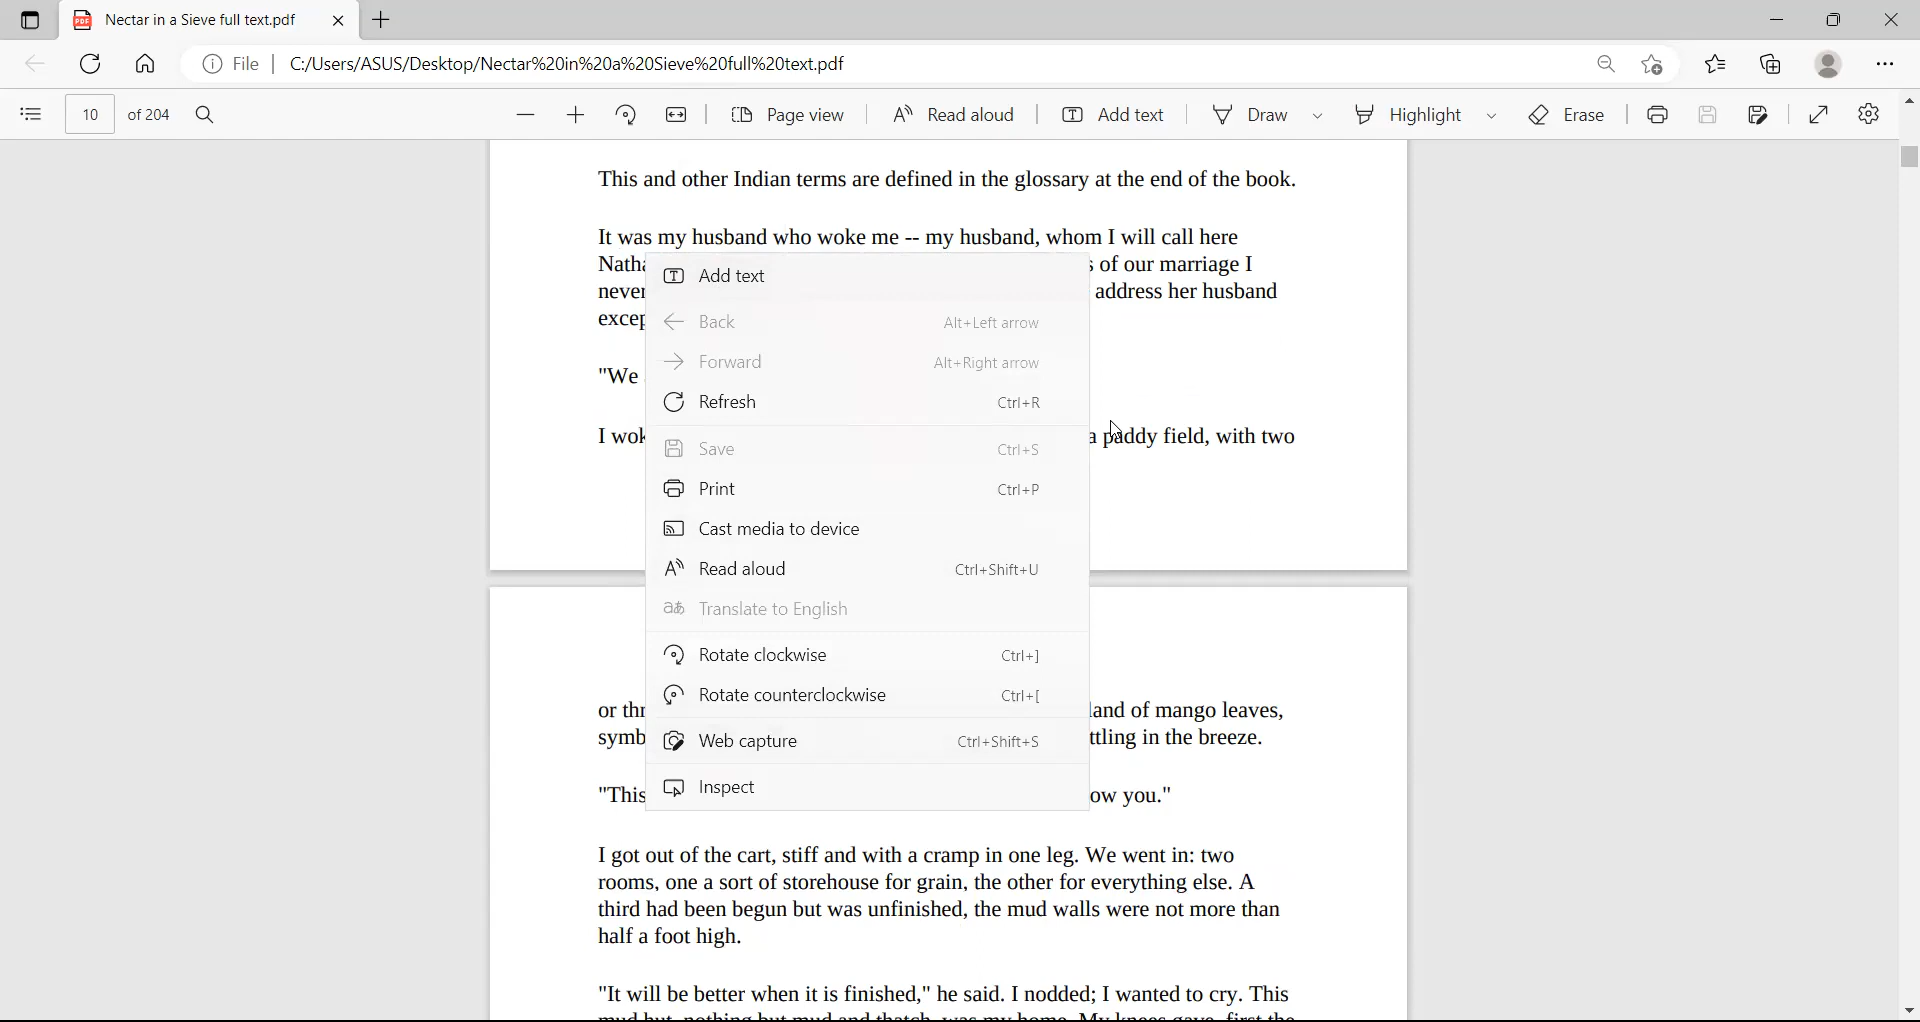 Nectar in a Sieve full text.pdf
File
C:/Users/ASUS/Desktop/Nectar%20in%20a%20Sieve%20full%20text.pdf
10 of 204
Page view
Read aloud
Add text
Draw
Highlight
Erase
This and other Indian terms are defined in the glossary at the end of the book.
It was my husband who woke me -- my husband, whom I will call here
of our marriage I
never address her husband
"We
I paddy field, with two
Add text
Back Alt+Left arrow
Forward Alt+Right arrow
Refresh Ctrl+R
Save Ctrl+S
Print Ctrl+P
Cast media to device
Read aloud Ctrl+Shift+U
Translate to English
Rotate clockwise Ctrl+]
Rotate counterclockwise Ctrl+[
Web capture Ctrl+Shift+S
Inspect
or of mango leaves,
in the breeze.
"This you."
I got out of the cart, stiff and with a cramp in one leg. We went in: two
rooms, one a sort of storehouse for grain, the other for everything else. A
third had been begun but was unfinished, the mud walls were not more than
half a foot high.
"It will be better when it is finished," he said. I nodded; I wanted to cry. This